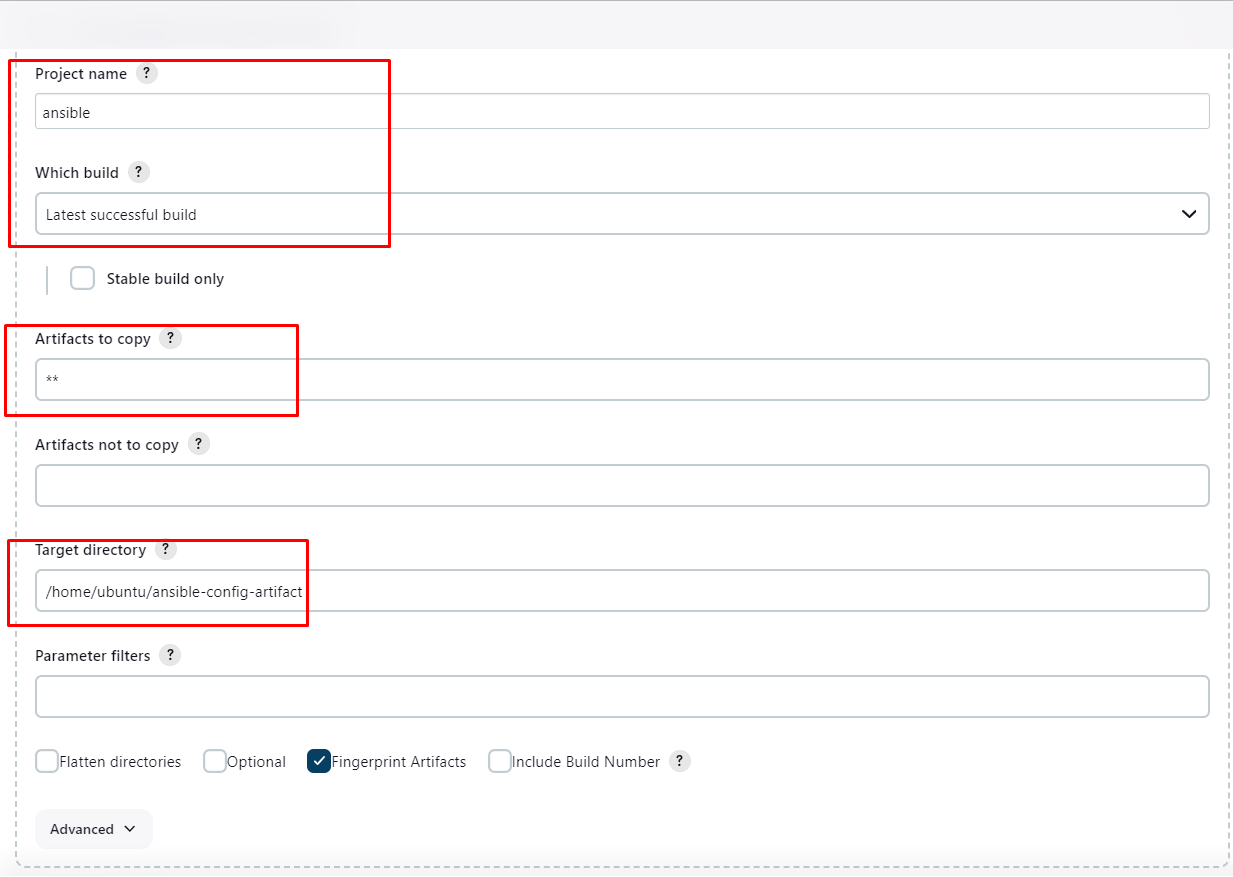 Project name ?
ansible
Which build ?
Latest successful build
Stable build only
Artifacts to copy ?
**
Artifacts not to copy ?
Target directory ?
/home/ubuntu/ansible-config-artifact
Parameter filters ?
Flatten directories Optional Fingerprint Artifacts Include Build Number ?
Advanced